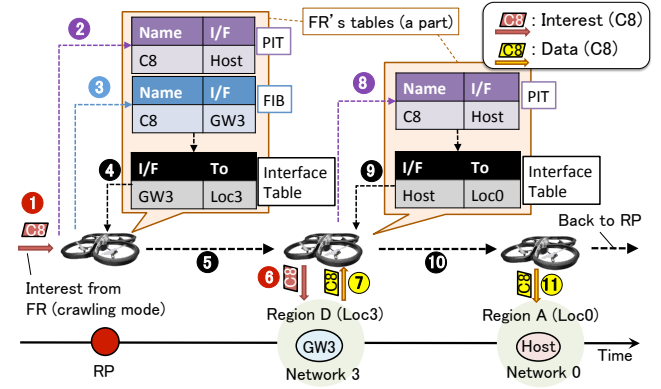 FR's tables (a part)
C8 : Interest (C8)
C8 : Data (C8)
2
Name I/F
C8 Host
PIT
3
Name I/F
C8 GW3
FIB
4
I/F To
GW3 Loc3
Interface
Table
8
Name I/F
C8 Host
PIT
9
I/F To
Host Loc0
Interface
Table
1
C8
Interest from
FR (crawling mode)
5
6
C8
C8
7
10
C8
11
Back to RP
Region D (Loc3)
GW3
Network 3
Region A (Loc0)
Host
Network 0
RP
Time